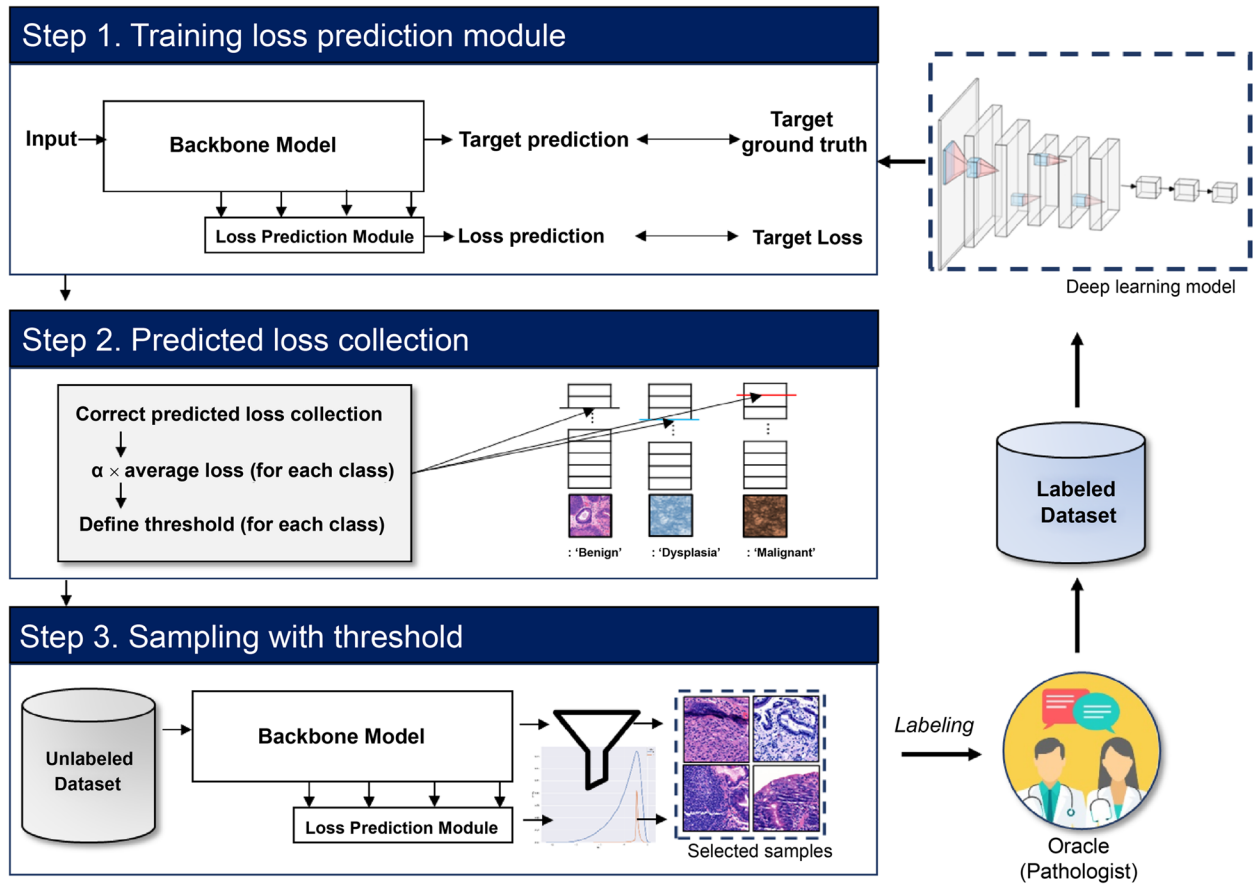 Step 1. Training loss prediction module
Input
Backbone Model
Target prediction
Target
ground truth
Loss Prediction Module
Loss prediction
Target Loss
Deep learning model
Step 2. Predicted loss collection
Correct predicted loss collection
α × average loss (for each class)
Define threshold (for each class)
: 'Benign'
: 'Dysplasia'
: 'Malignant'
Labeled
Dataset
Step 3. Sampling with threshold
Unlabeled
Dataset
Backbone Model
Loss Prediction Module
Selected samples
Labeling
Oracle
(Pathologist)